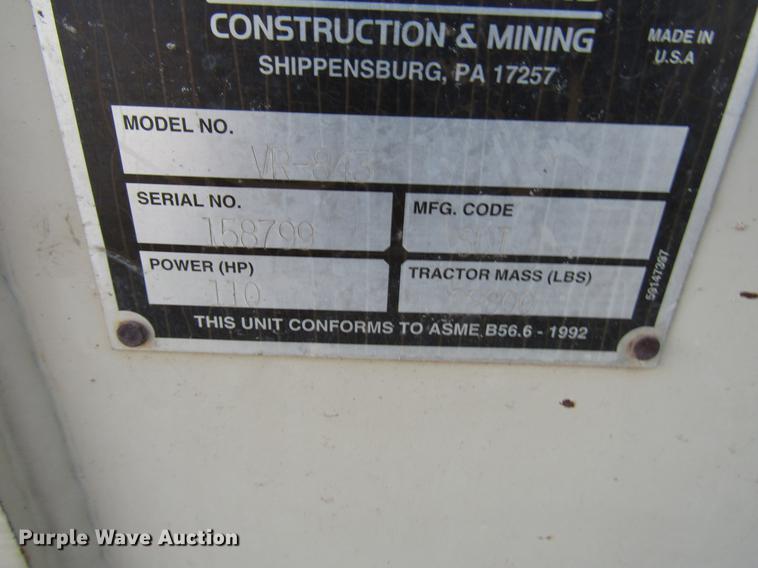 CONSTRUCTION & MINING
SHIPPENSBURG, PA 17257
MADE IN
U.S.A
MODEL NO.
VR-843
SERIAL NO.
158799
MFG. CODE
POWER (HP)
110
TRACTOR MASS (LBS)
THIS UNIT CONFORMS TO ASME B56.6 - 1992
59147397
Purple Wave Auction